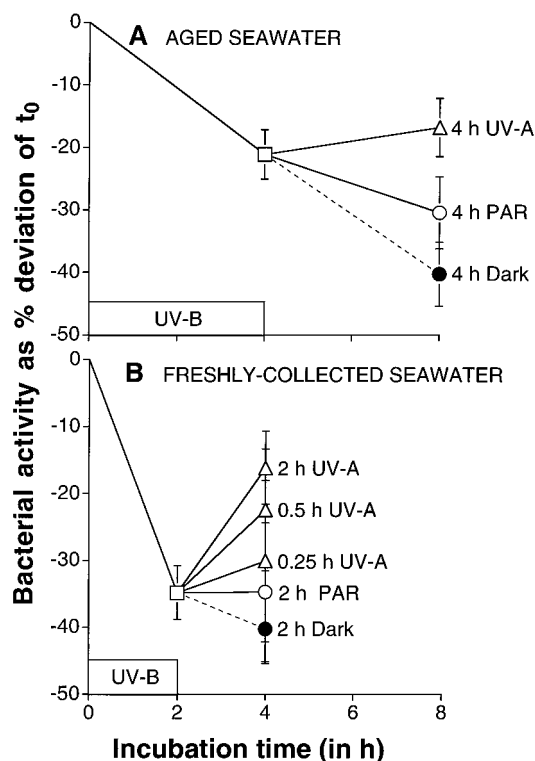 Bacterial activity as % deviation of t0
A AGED SEAWATER
0
-10
-20
-30
-40
-50
4 h UV-A
4 h PAR
4 h Dark
UV-B
B FRESHLY-COLLECTED SEAWATER
0
-10
-20
-30
-40
-50
2 h UV-A
0.5 h UV-A
0.25 h UV-A
2 h PAR
2 h Dark
UV-B
0 2 4 6 8
Incubation time (in h)